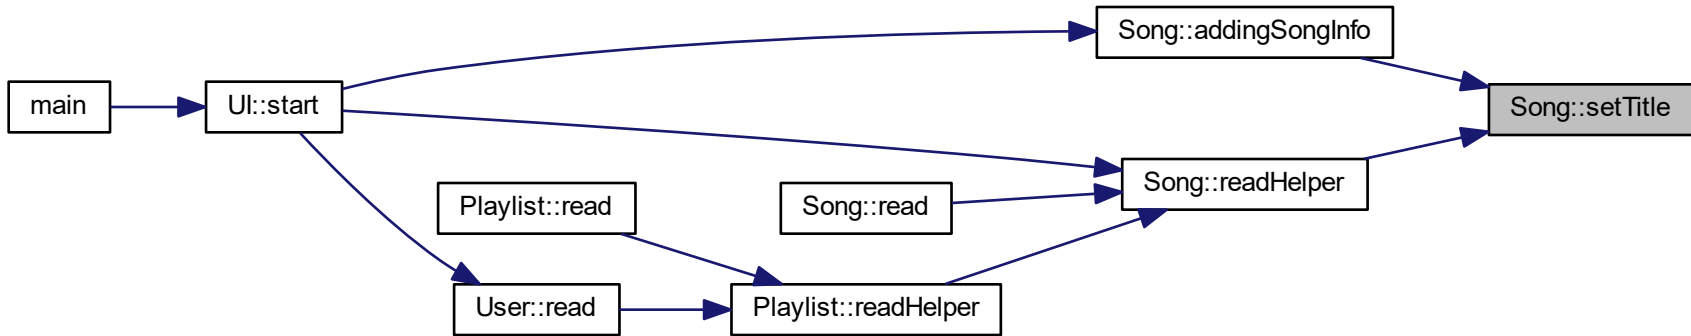 main
UI::start
Song::addingSongInfo
Song::setTitle
Song::readHelper
Playlist::read
Song::read
User::read
Playlist::readHelper